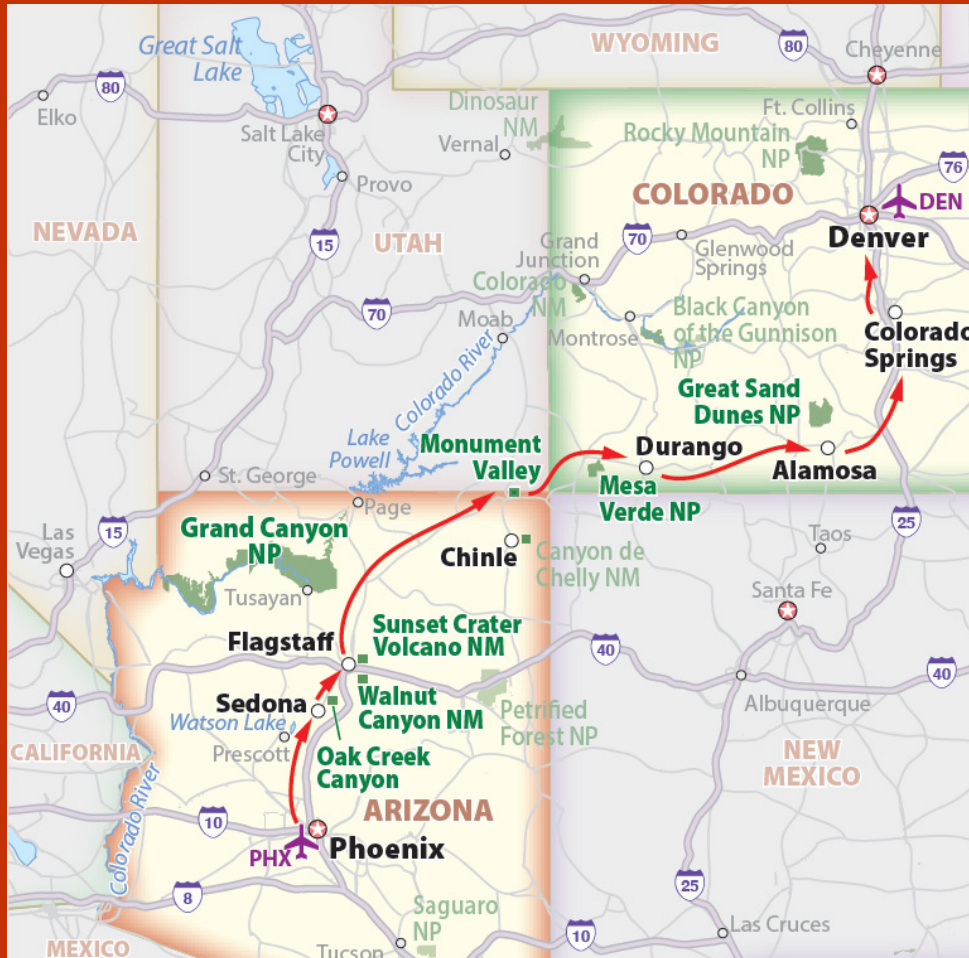 Great Salt
Lake
WYOMING
80
Cheyenne
80
Elko
Salt Lake
City
Dinosaur
NM
Vernal
Ft. Collins
Rocky Mountain
NP
76
Provo
COLORADO
DEN
NEVADA
UTAH
15
Grand
Junction
70
Glenwood
Springs
Denver
Colorado
NM
70
Moab
Montrose
Black Canyon
of the Gunnison
NP
Colorado
Springs
Colorado River
Great Sand
Dunes NP
Lake
Powell
Monument
Valley
Durango
Alamosa
St. George
Page
Mesa
Verde NP
Las
Vegas
15
Grand Canyon
NP
25
Taos
Chinle
Canyon de
Chelly NM
Tusayan
Santa Fe
Flagstaff
Sunset Crater
Volcano NM
40
40
40
Sedona
Walnut
Canyon NM
Petrified
Forest NP
Albuquerque
Watson Lake
Prescott
CALIFORNIA
Oak Creek
Canyon
NEW
MEXICO
Colorado River
ARIZONA
10
Phoenix
PHX
8
25
Saguaro
NP
Las Cruces
10
MEXICO
Tucson